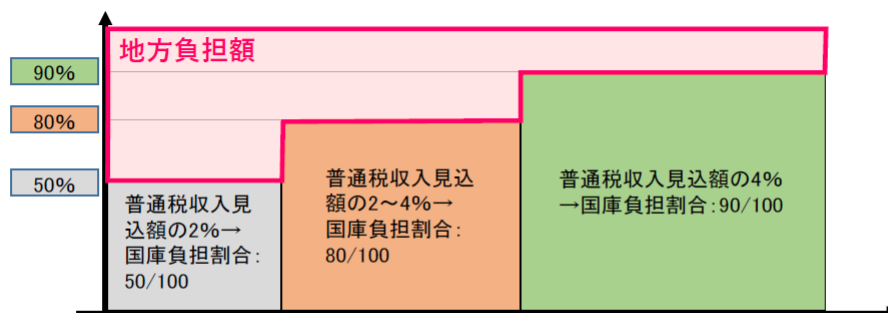 地方負担額
90%
80%
50%
普通税収入見
込額の2%→
国庫負担割合:
50/100
普通税収入見込
額の2～4%→
国庫負担割合:
80/100
普通税収入見込額の4%
→国庫負担割合:90/100